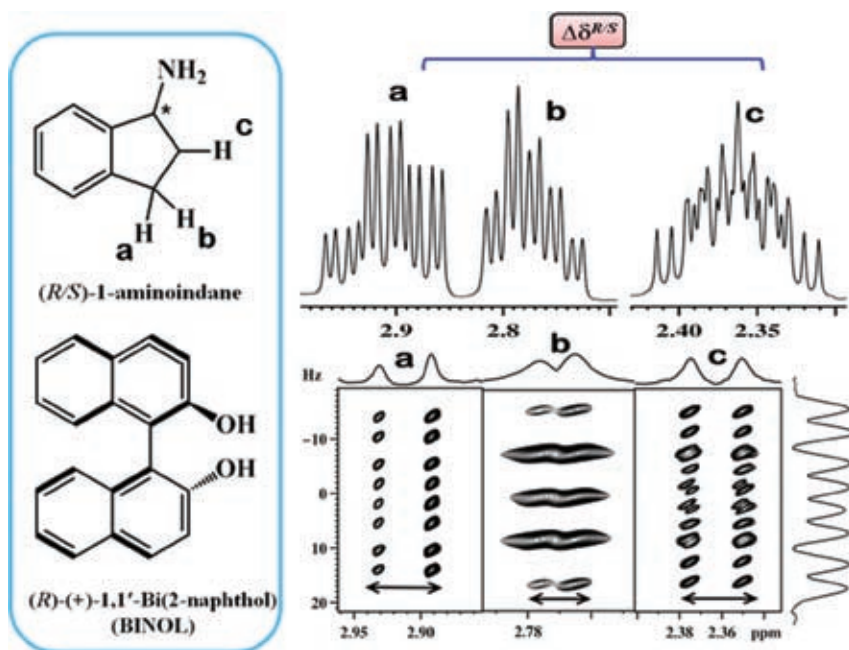 NH₂
*
c
H
H
H
a
b
(R/S)-1-aminoindane
OH
OH
(R)-(+)-1,1′-Bi(2-naphthol)
(BINOL)
Δδᴿ/ˢ
a
b
c
2.9
2.8
2.40
2.35
a
b
c
Hz
-10
0
10
20
2.95
2.90
2.78
2.38
2.36
ppm